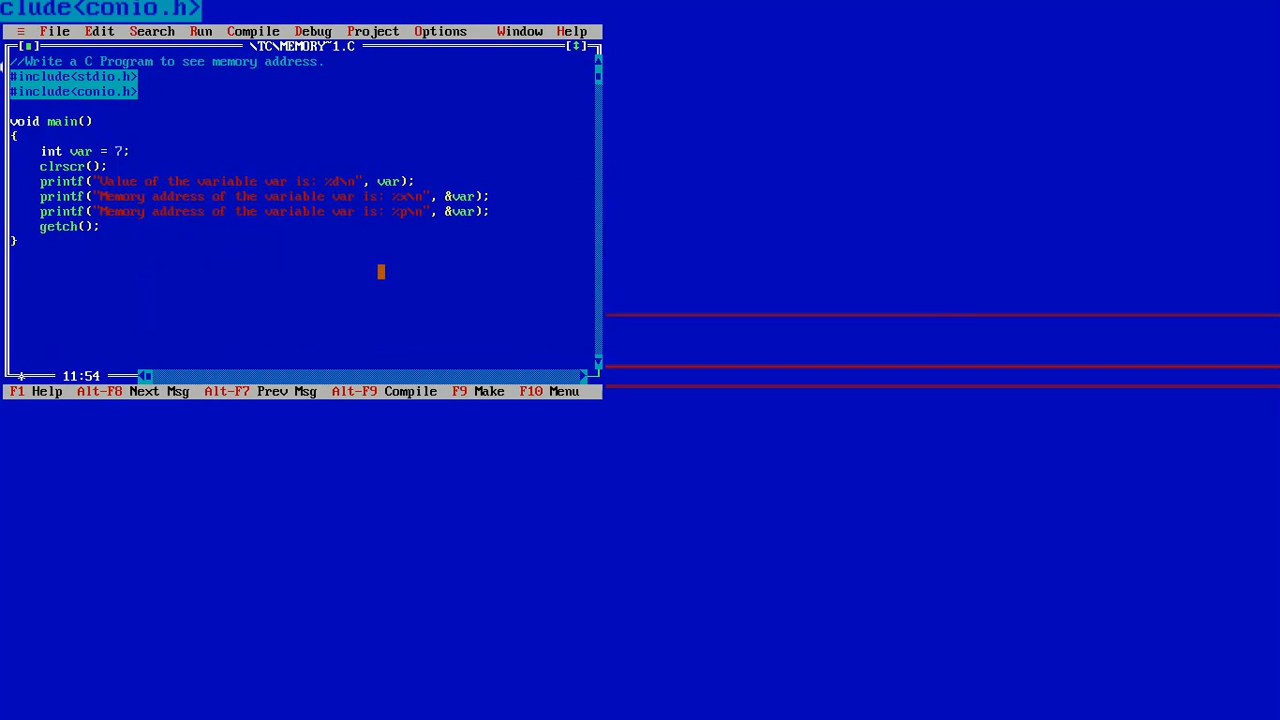 clude<conio.h>
≡ File Edit Search Run Compile Debug Project Options Window Help
[■] \TC\MEMORY~1.C [↕]
//Write a C Program to see memory address.
#include<stdio.h>
#include<conio.h>
void main()
{
int var = 7;
clrscr();
printf("Value of the variable var is: %d\n", var);
printf("Memory address of the variable var is: %x\n", &var);
printf("Memory address of the variable var is: %p\n", &var);
getch();
}
11:54
F1 Help Alt-F8 Next Msg Alt-F7 Prev Msg Alt-F9 Compile F9 Make F10 Menu